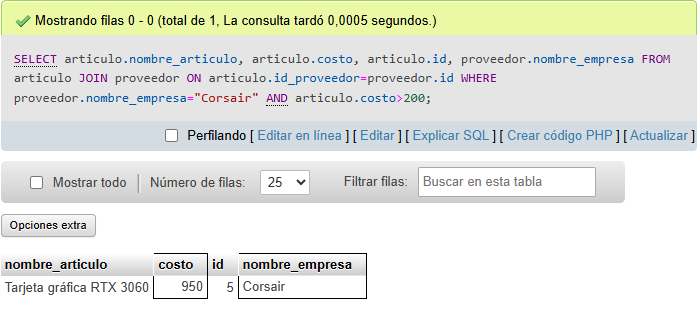 Mostrando filas 0 - 0 (total de 1, La consulta tardó 0,0005 segundos.)
SELECT articulo.nombre_articulo, articulo.costo, articulo.id, proveedor.nombre_empresa FROM
articulo JOIN proveedor ON articulo.id_proveedor=proveedor.id WHERE
proveedor.nombre_empresa="Corsair" AND articulo.costo>200;
Perfilando [ Editar en línea ] [ Editar ] [ Explicar SQL ] [ Crear código PHP ] [ Actualizar ]
Mostrar todo Número de filas: 25 Filtrar filas: Buscar en esta tabla
Opciones extra
nombre_articulo costo id nombre_empresa
Tarjeta gráfica RTX 3060 950 5 Corsair